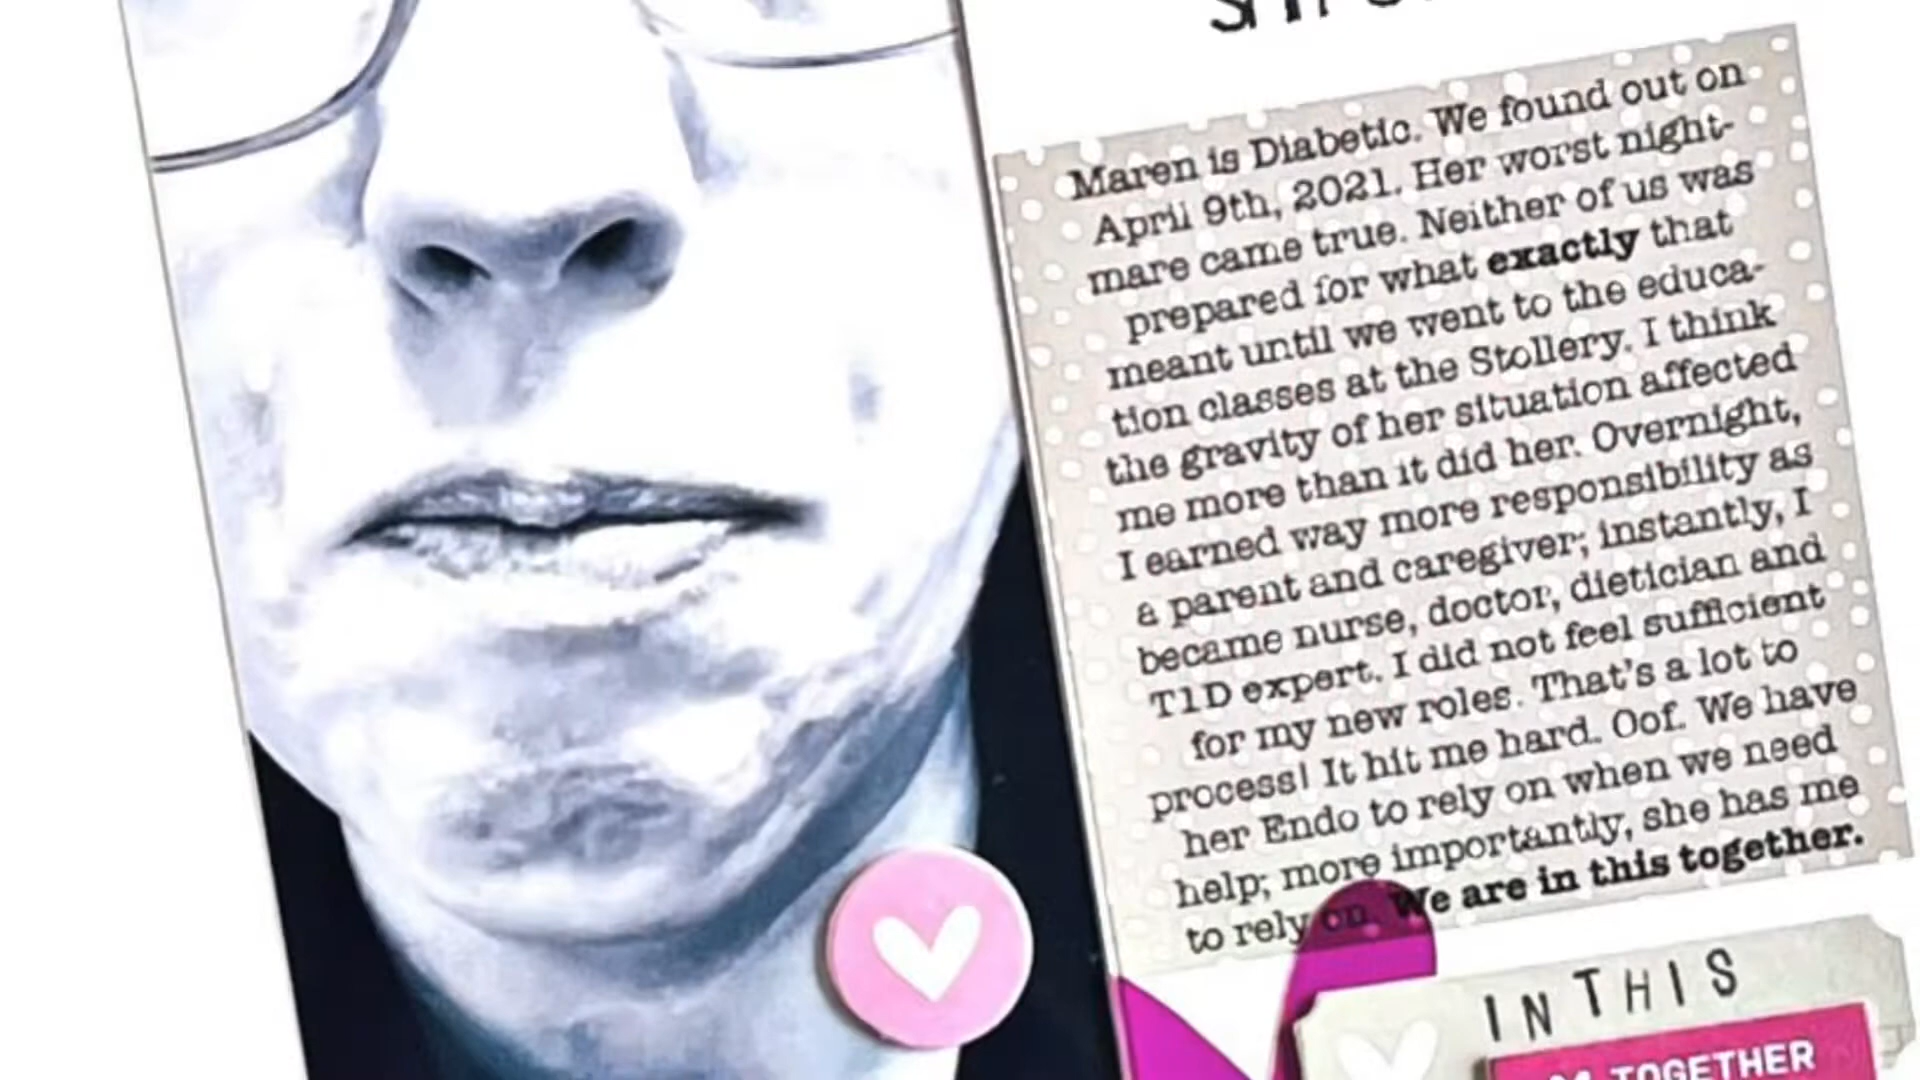 Maren is Diabetic. We found out on
April 9th, 2021. Her worst night-
mare came true. Neither of us was
prepared for what exactly that
meant until we went to the educa-
tion classes at the Stollery. I think
the gravity of her situation affected
me more than it did her. Overnight,
I earned way more responsibility as
a parent and caregiver; instantly, I
became nurse, doctor, dietician and
T1D expert. I did not feel sufficient
for my new roles. That's a lot to
process! It hit me hard. Oof. We have
her Endo to rely on when we need
help; more importantly, she has me
to rely on. We are in this together.
IN THIS
TOGETHER